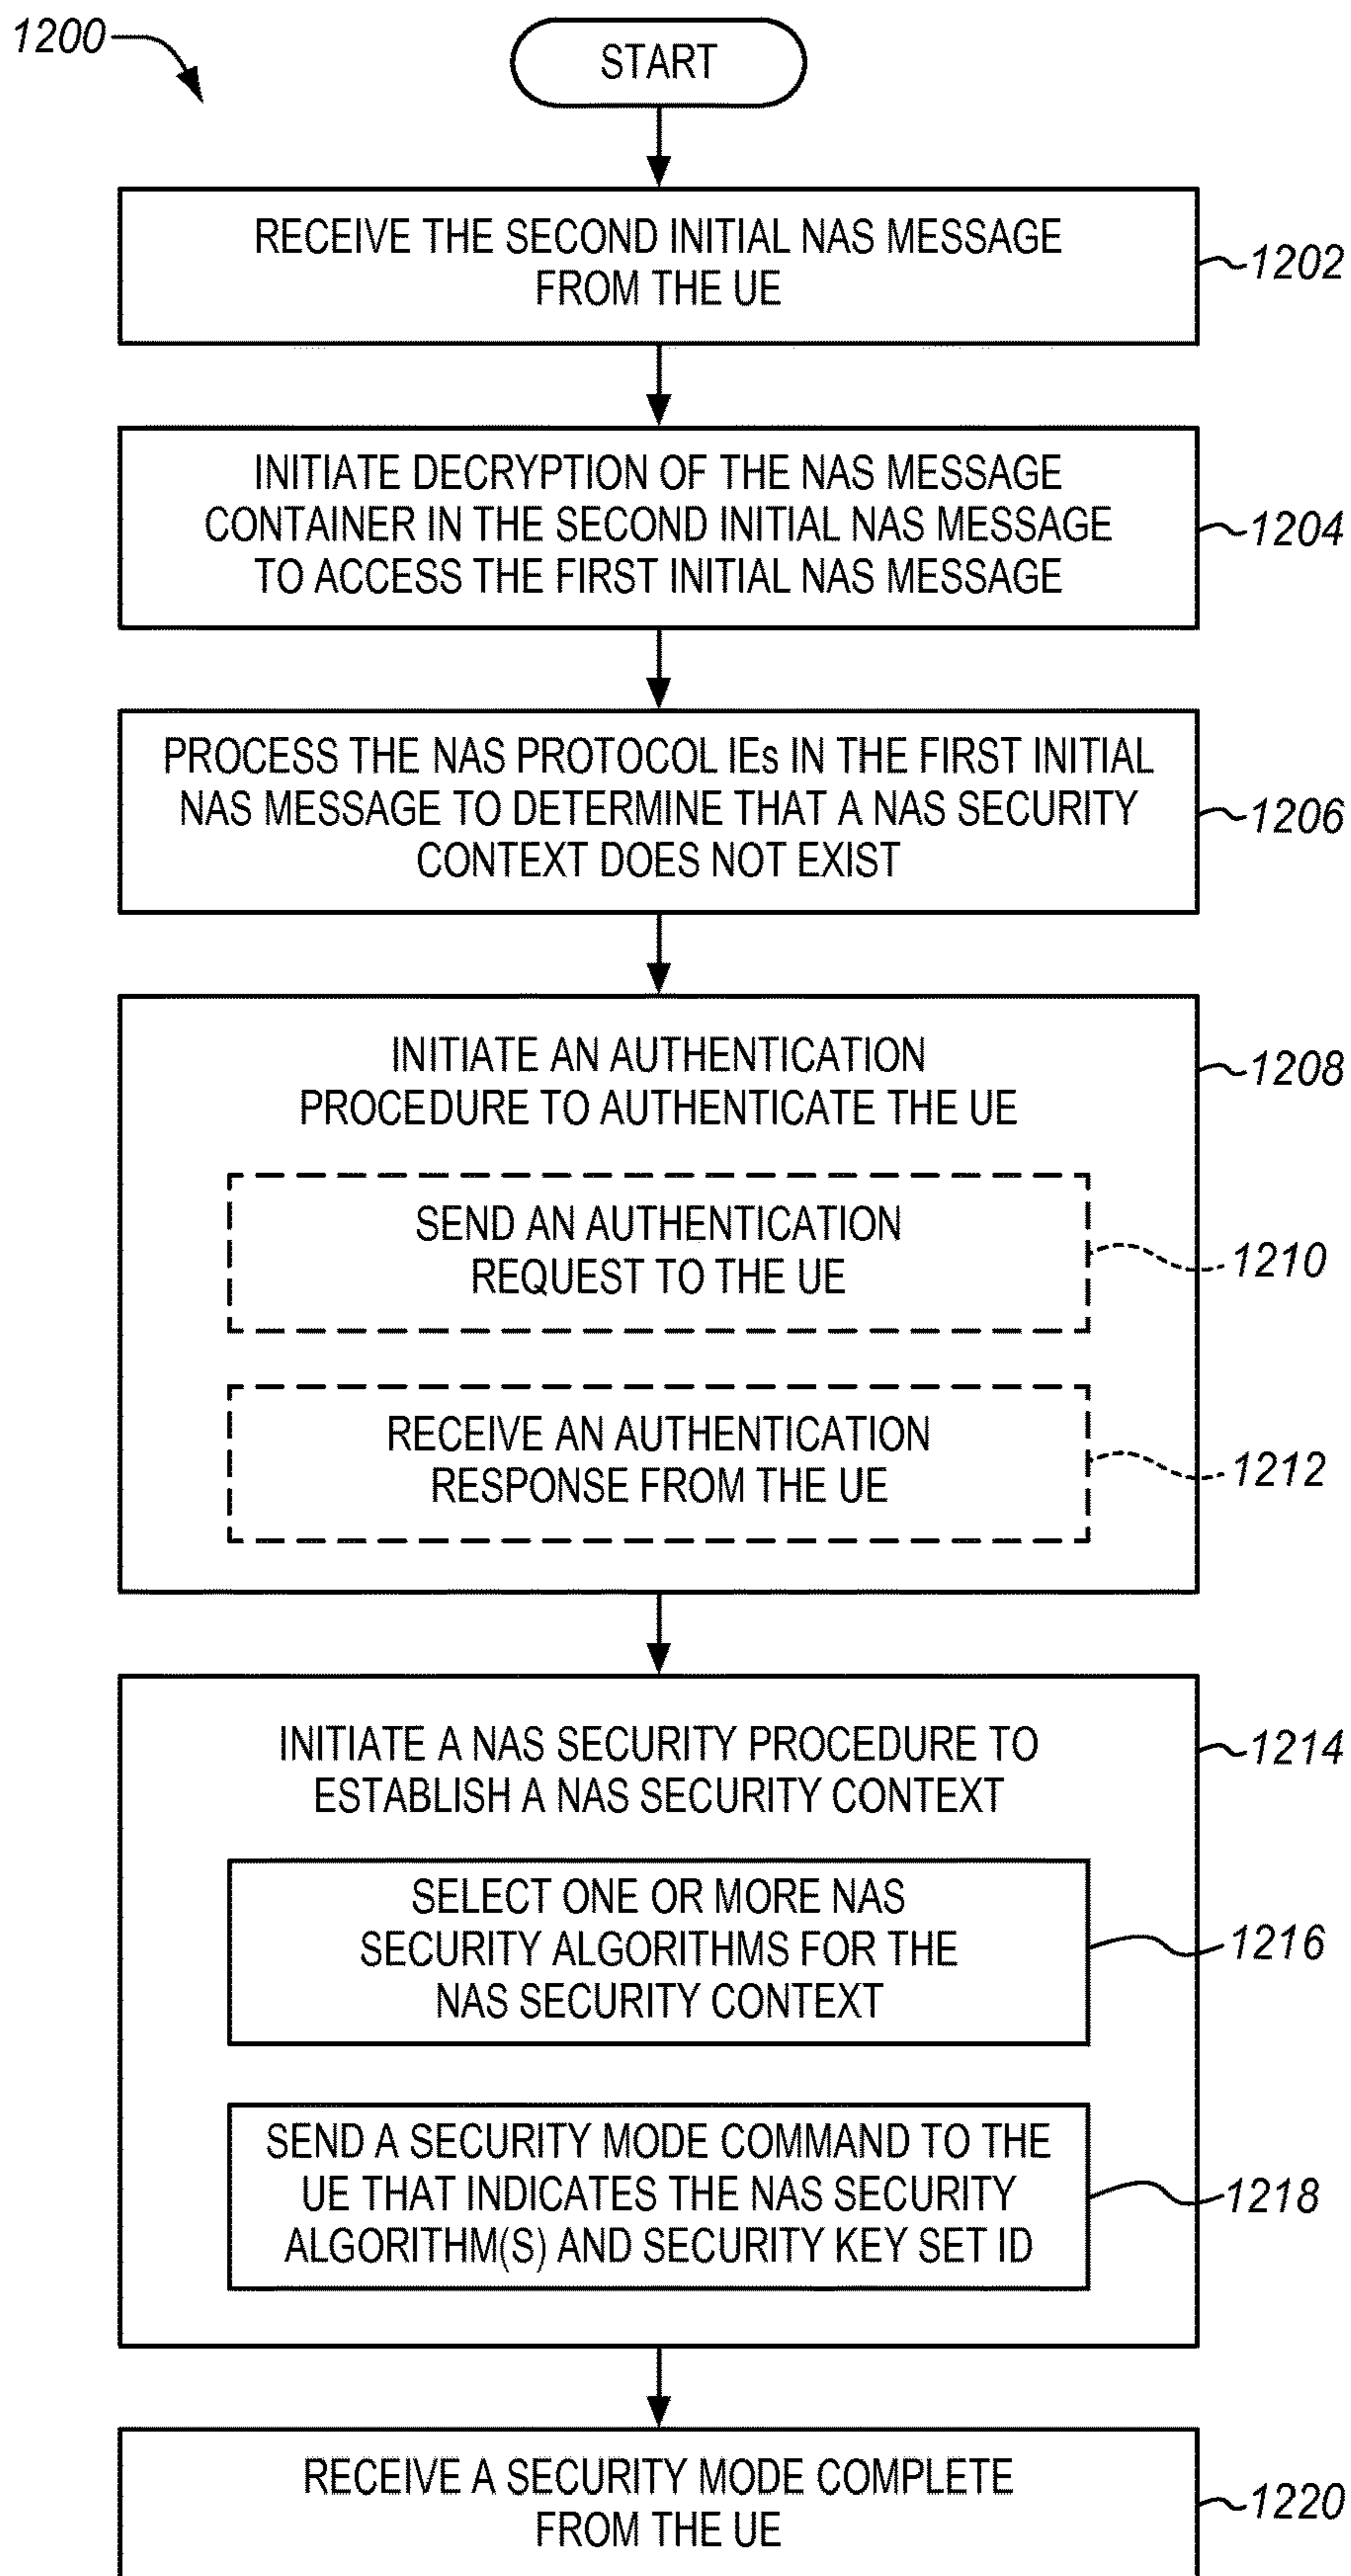 1200
START
RECEIVE THE SECOND INITIAL NAS MESSAGE
FROM THE UE
1202
INITIATE DECRYPTION OF THE NAS MESSAGE
CONTAINER IN THE SECOND INITIAL NAS MESSAGE
TO ACCESS THE FIRST INITIAL NAS MESSAGE
1204
PROCESS THE NAS PROTOCOL IEs IN THE FIRST INITIAL
NAS MESSAGE TO DETERMINE THAT A NAS SECURITY
CONTEXT DOES NOT EXIST
1206
INITIATE AN AUTHENTICATION
PROCEDURE TO AUTHENTICATE THE UE
1208
SEND AN AUTHENTICATION
REQUEST TO THE UE
1210
RECEIVE AN AUTHENTICATION
RESPONSE FROM THE UE
1212
INITIATE A NAS SECURITY PROCEDURE TO
ESTABLISH A NAS SECURITY CONTEXT
1214
SELECT ONE OR MORE NAS
SECURITY ALGORITHMS FOR THE
NAS SECURITY CONTEXT
1216
SEND A SECURITY MODE COMMAND TO THE
UE THAT INDICATES THE NAS SECURITY
ALGORITHM(S) AND SECURITY KEY SET ID
1218
RECEIVE A SECURITY MODE COMPLETE
FROM THE UE
1220